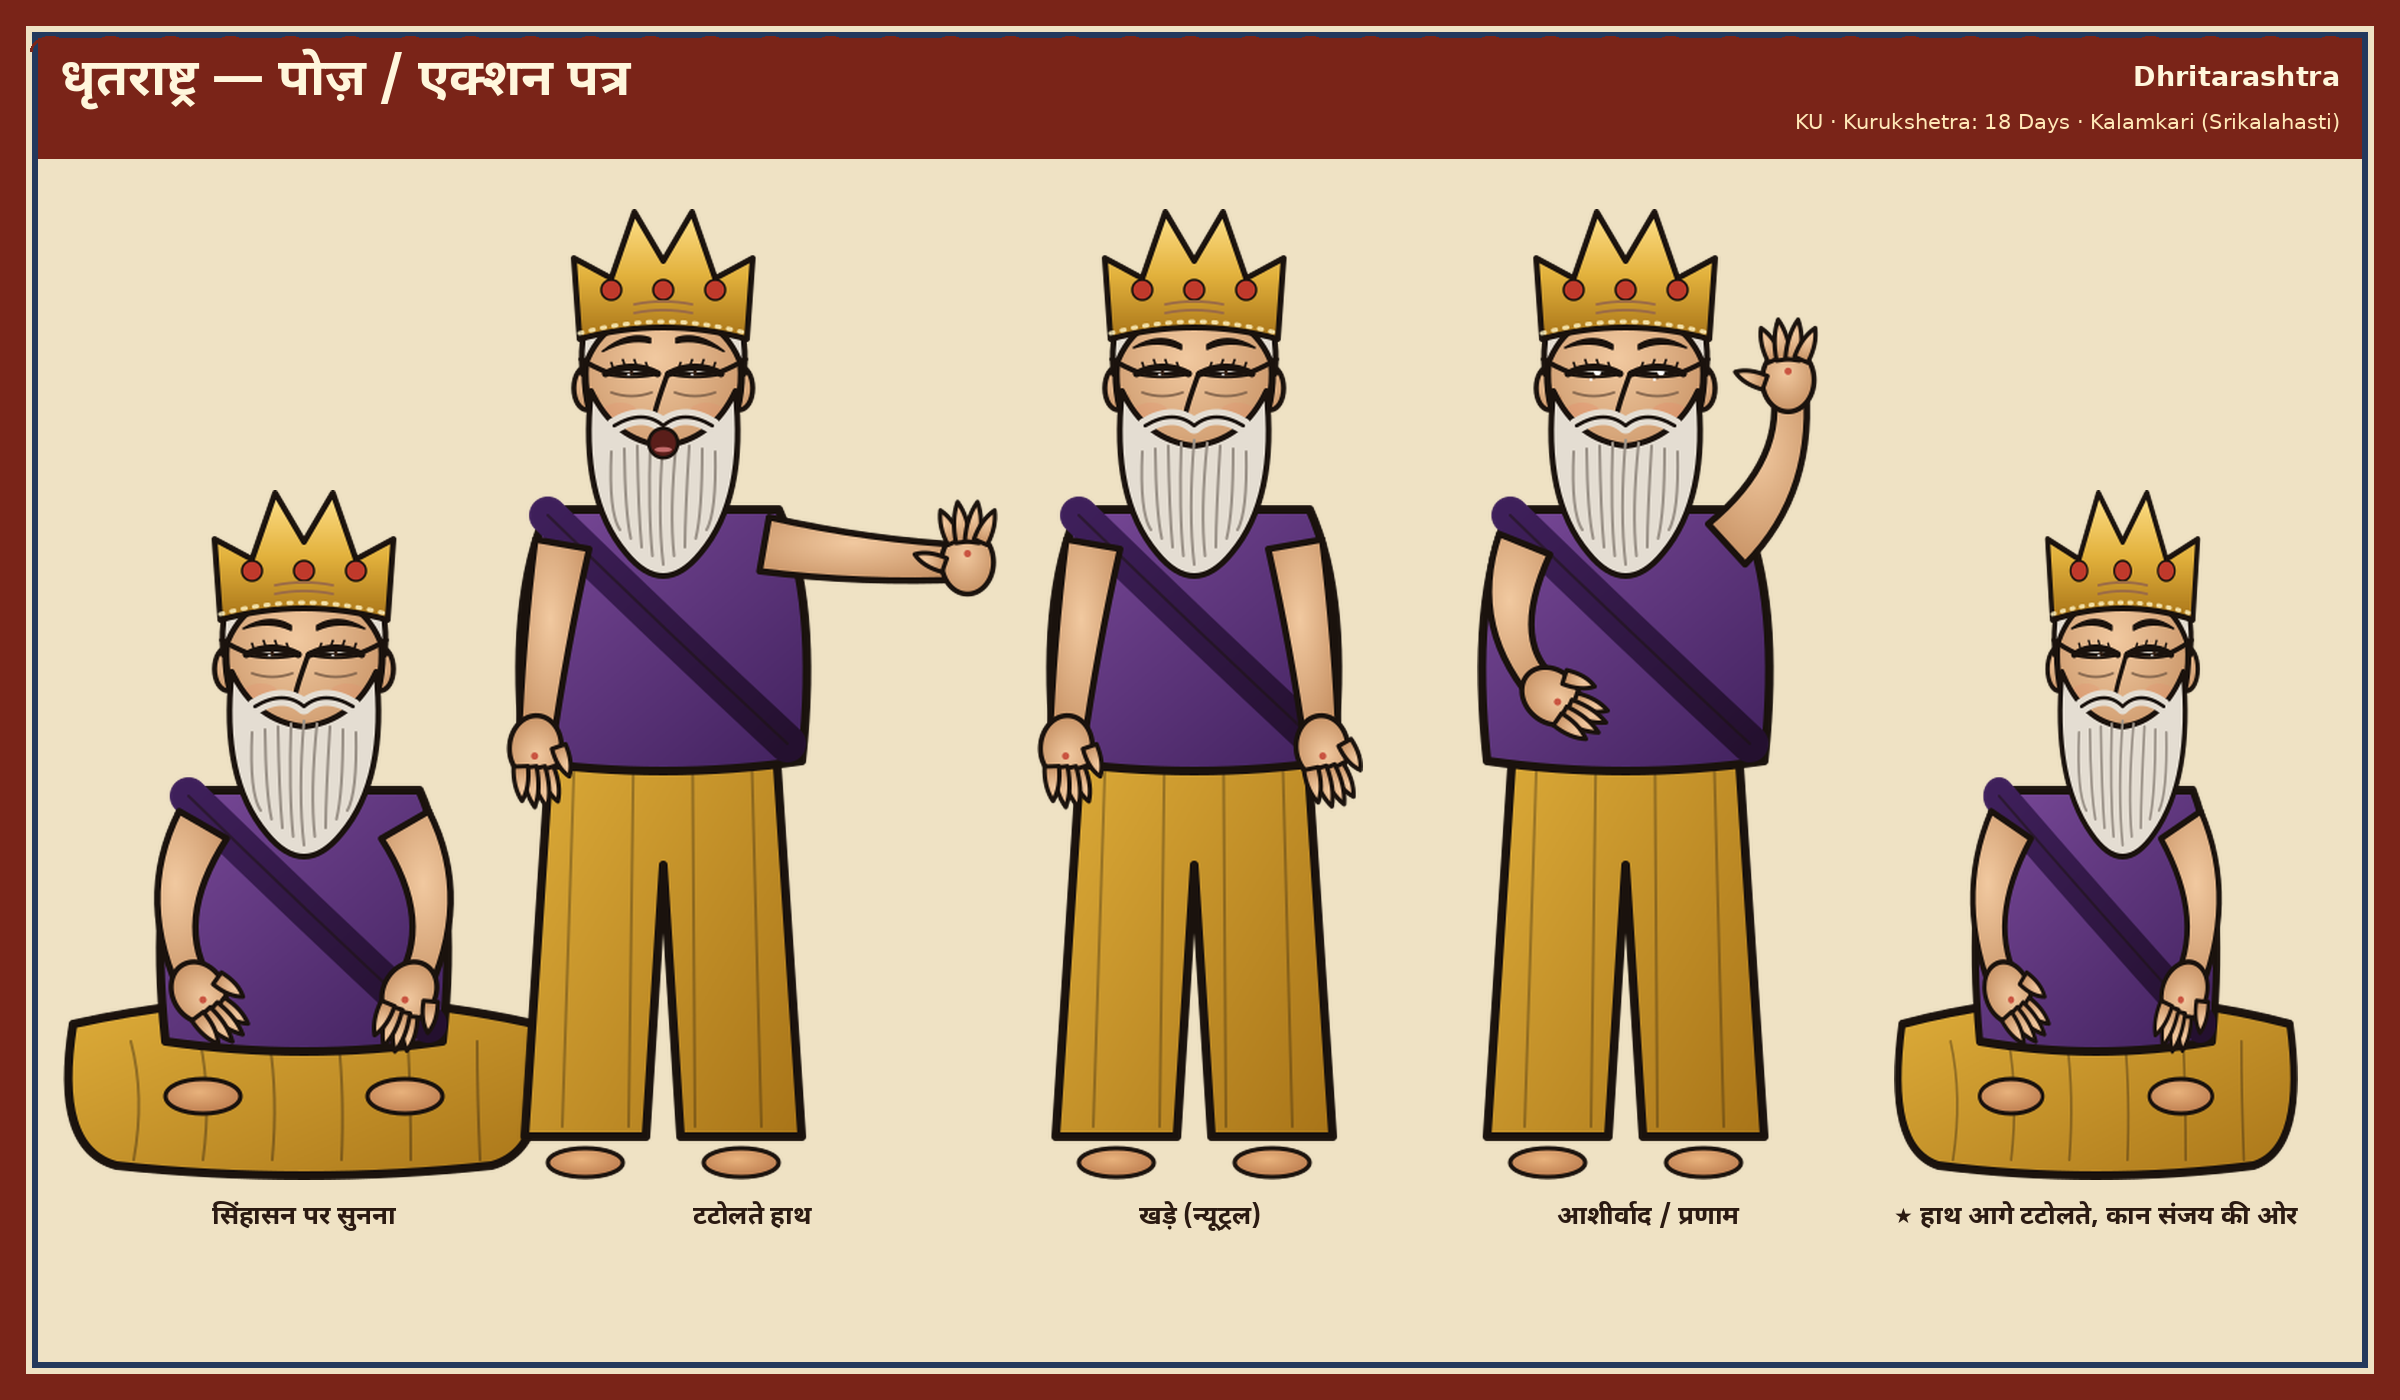 धृतराष्ट्र — पोज़ / एक्शन पत्र
Dhritarashtra
KU · Kurukshetra: 18 Days · Kalamkari (Srikalahasti)
सिंहासन पर सुनना
टटोलते हाथ
खड़े (न्यूट्रल)
आशीर्वाद / प्रणाम
★ हाथ आगे टटोलते, कान संजय की ओर